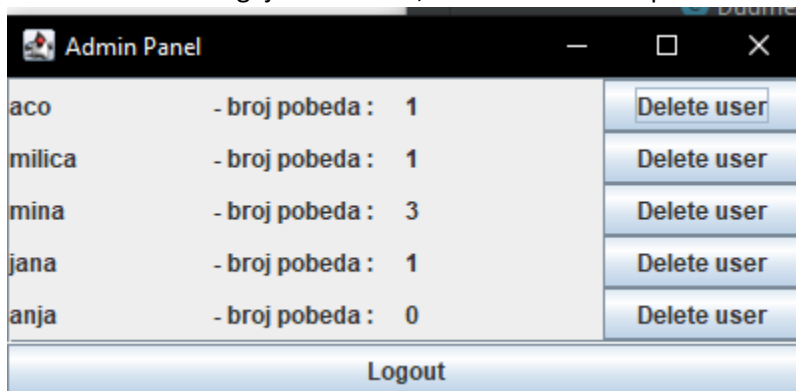 Admin Panel
aco - broj pobeda : 1 Delete user
milica - broj pobeda : 1 Delete user
mina - broj pobeda : 3 Delete user
jana - broj pobeda : 1 Delete user
anja - broj pobeda : 0 Delete user
Logout